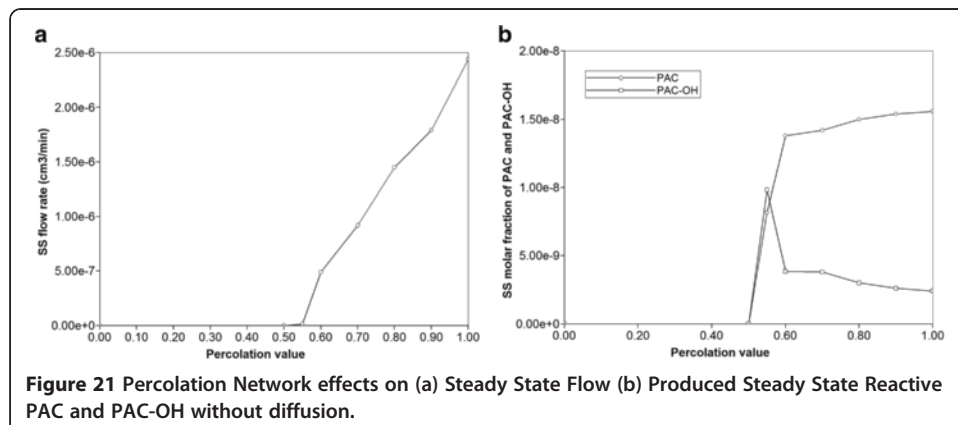 a
2.50e-6
2.00e-6
1.50e-6
1.00e-6
5.00e-7
0.00e+0
SS flow rate (cm3/min)
0.00 0.10 0.20 0.30 0.40 0.50 0.60 0.70 0.80 0.90 1.00
Percolation value
b
2.00e-8
1.50e-8
1.00e-8
5.00e-9
0.00e+0
SS molar fraction of PAC and PAC-OH
PAC
PAC-OH
0.00 0.20 0.40 0.60 0.80 1.00
Percolation value
Figure 21 Percolation Network effects on (a) Steady State Flow (b) Produced Steady State Reactive
PAC and PAC-OH without diffusion.